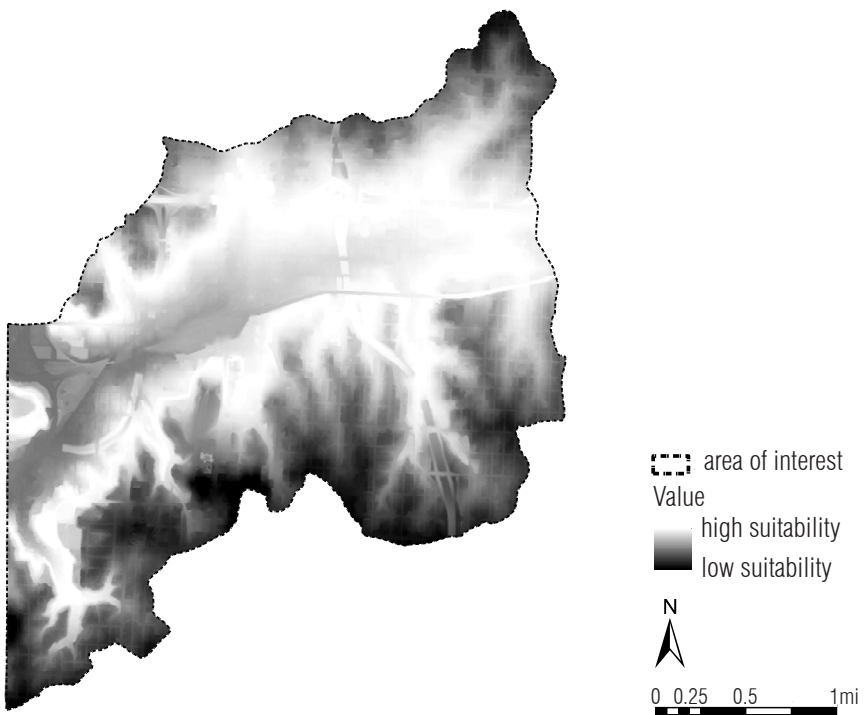 area of interest
Value
high suitability
low suitability
N
0 0.25 0.5 1mi